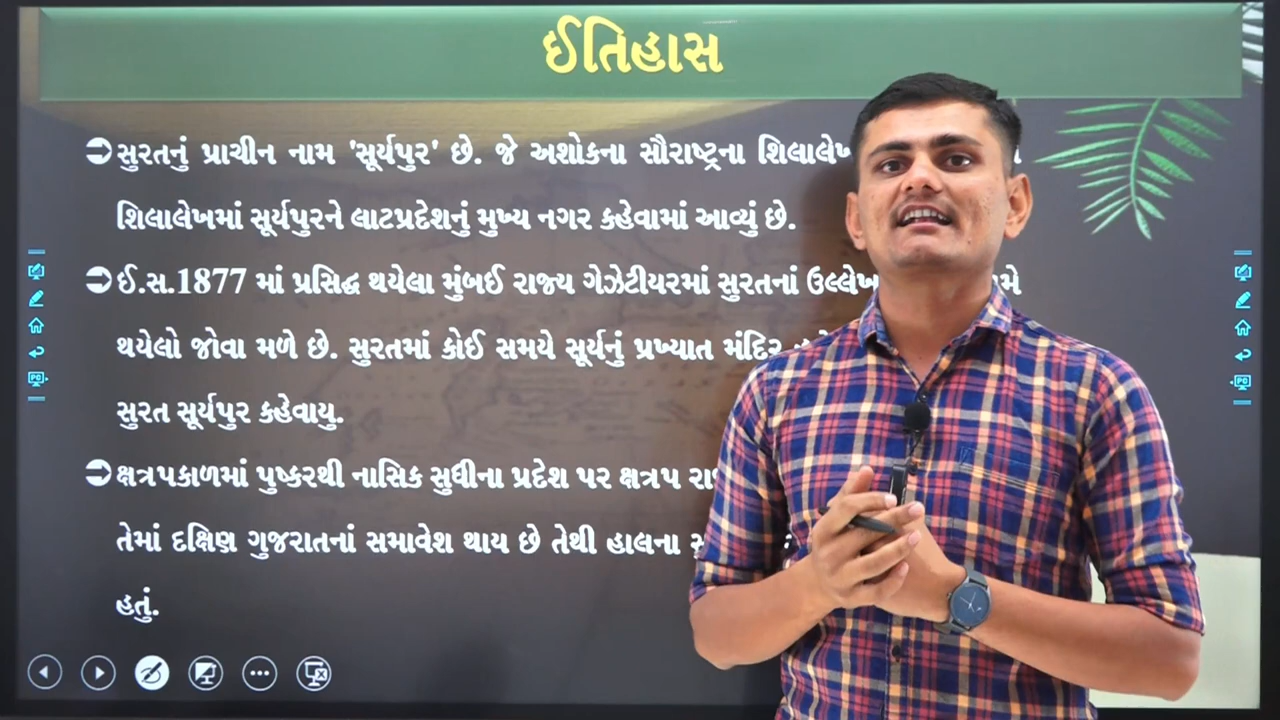 ઈતિહાસ
સુરતનું પ્રાચીન નામ 'સૂર્યપુર' છે. જે અશોકના સૌરાષ્ટ્રના
શિલાલેખમાં સૂર્યપુરને લાટપ્રદેશનું મુખ્ય નગર કહેવામાં આવ્યું છે.
ઈ.સ.1877 માં પ્રસિદ્ધ થયેલા મુંબઈ રાજ્ય ગેઝેટીયરમાં સુરતનાં ઉલ્લેખ
થયેલો જોવા મળે છે. સુરતમાં કોઈ સમયે સૂર્યનું પ્રખ્યાત મંદિર
સુરત સૂર્યપુર કહેવાયુ.
ક્ષત્રપકાળમાં પુષ્કરથી નાસિક સુધીના પ્રદેશ પર ક્ષત્રપ
તેમાં દક્ષિણ ગુજરાતનાં સમાવેશ થાય છે તેથી હાલના
હતું.
PC
PC